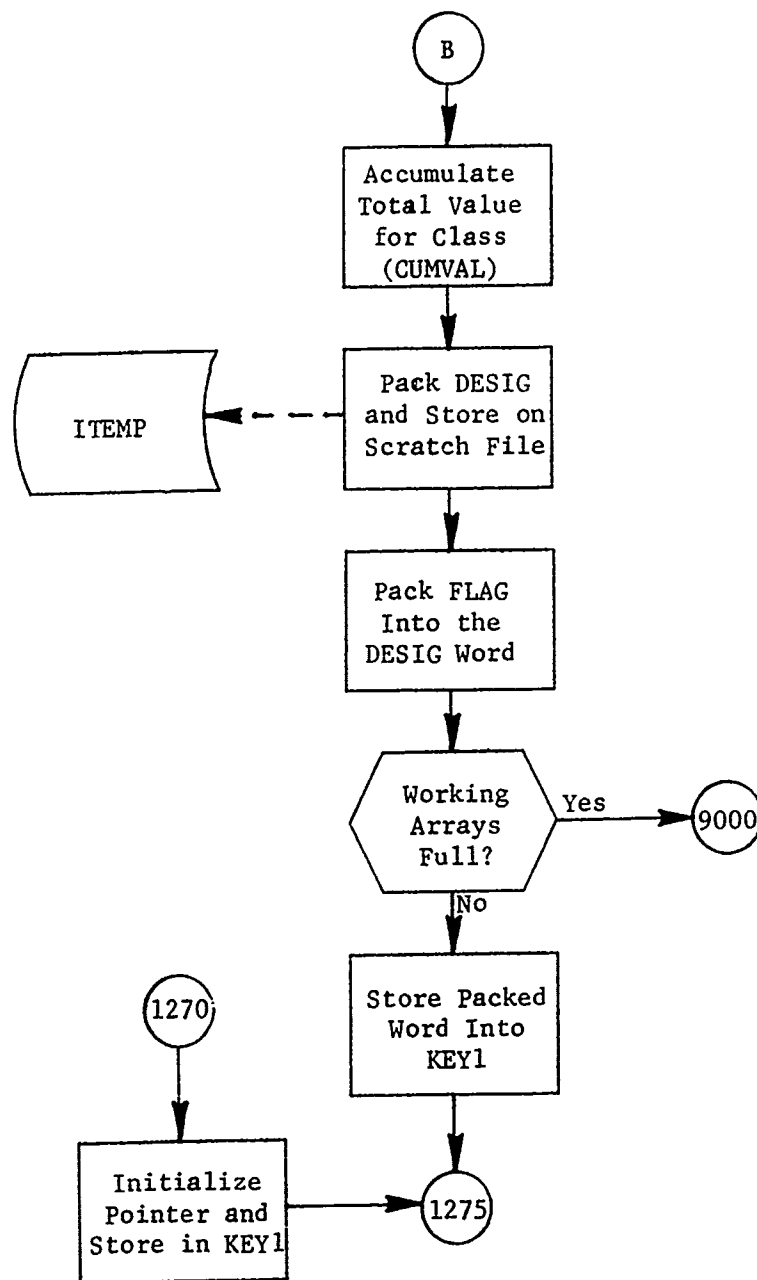 B
Accumulate
Total Value
for Class
(CUMVAL)
Pack DESIG
and Store on
Scratch File
ITEMP
Pack FLAG
Into the
DESIG Word
Working
Arrays
Full?
Yes
9000
No
Store Packed
Word Into
KEY1
1270
Initialize
Pointer and
Store in KEY1
1275